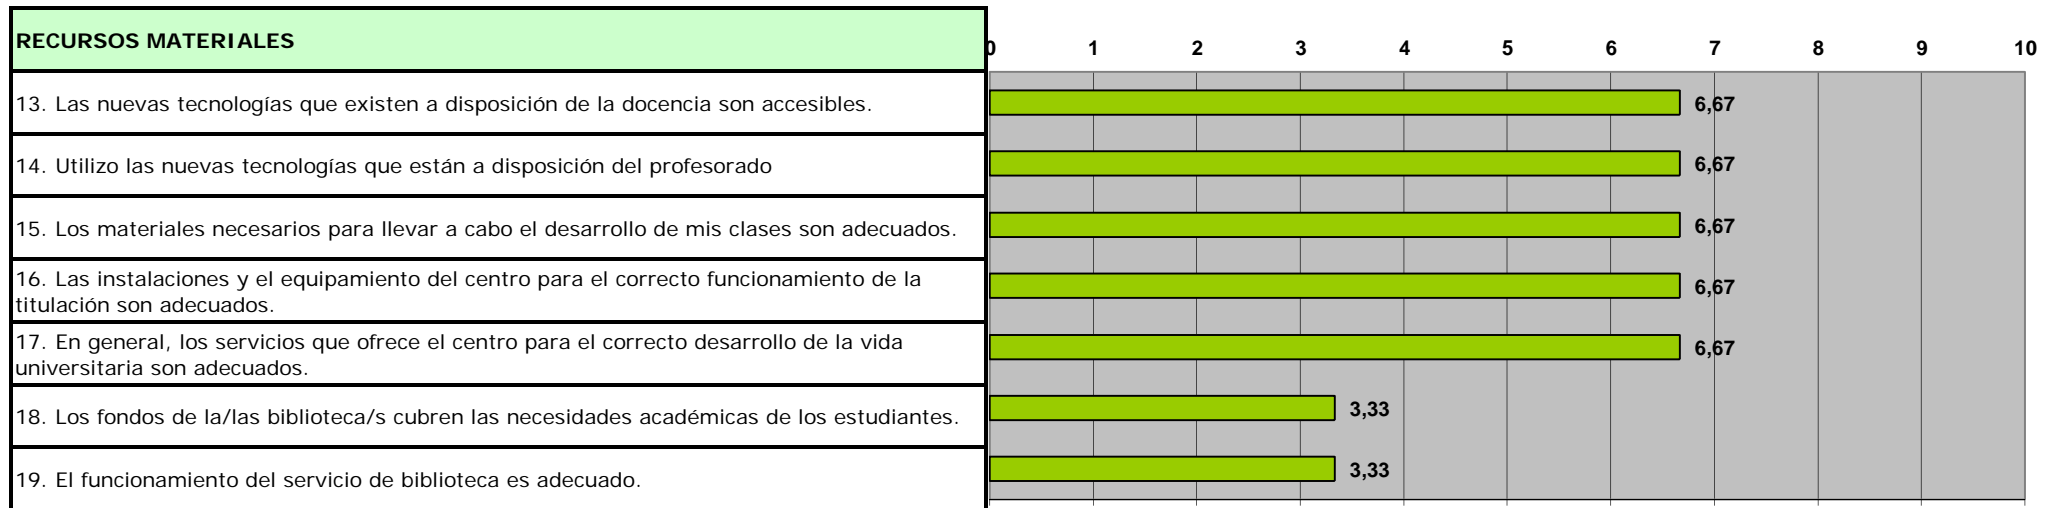 RECURSOS MATERIALES
0 1 2 3 4 5 6 7 8 9 10
13. Las nuevas tecnologías que existen a disposición de la docencia son accesibles.
6,67
14. Utilizo las nuevas tecnologías que están a disposición del profesorado
6,67
15. Los materiales necesarios para llevar a cabo el desarrollo de mis clases son adecuados.
6,67
16. Las instalaciones y el equipamiento del centro para el correcto funcionamiento de la
titulación son adecuados.
6,67
17. En general, los servicios que ofrece el centro para el correcto desarrollo de la vida
universitaria son adecuados.
6,67
18. Los fondos de la/las biblioteca/s cubren las necesidades académicas de los estudiantes.
3,33
19. El funcionamiento del servicio de biblioteca es adecuado.
3,33